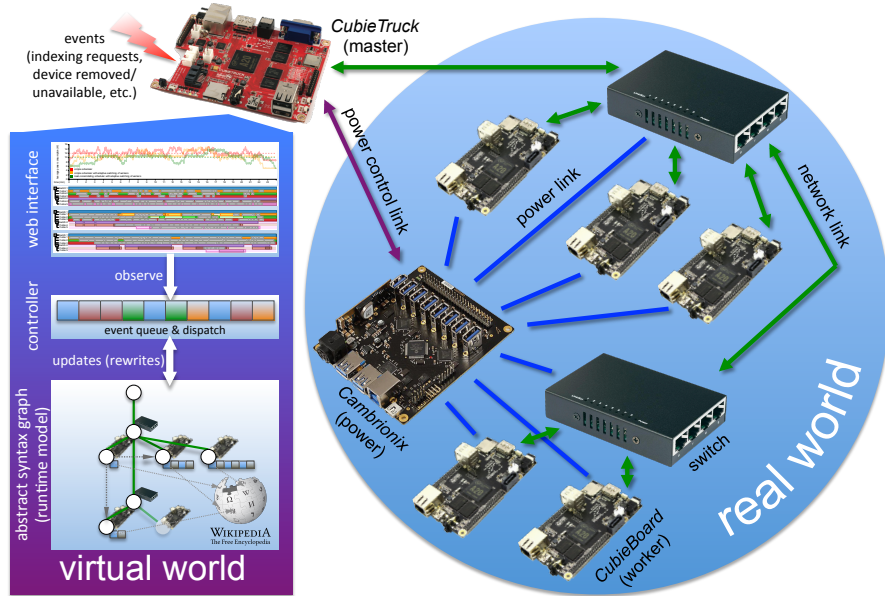 events
(indexing requests,
device removed/
unavailable, etc.)
CubieTruck
(master)
power control link
power link
network link
web interface
observe
controller
event queue & dispatch
updates (rewrites)
abstract syntax graph
(runtime model)
WIKIPEDIA
The Free Encyclopedia
virtual world
Cambrionix
(power)
switch
CubieBoard
(worker)
real world